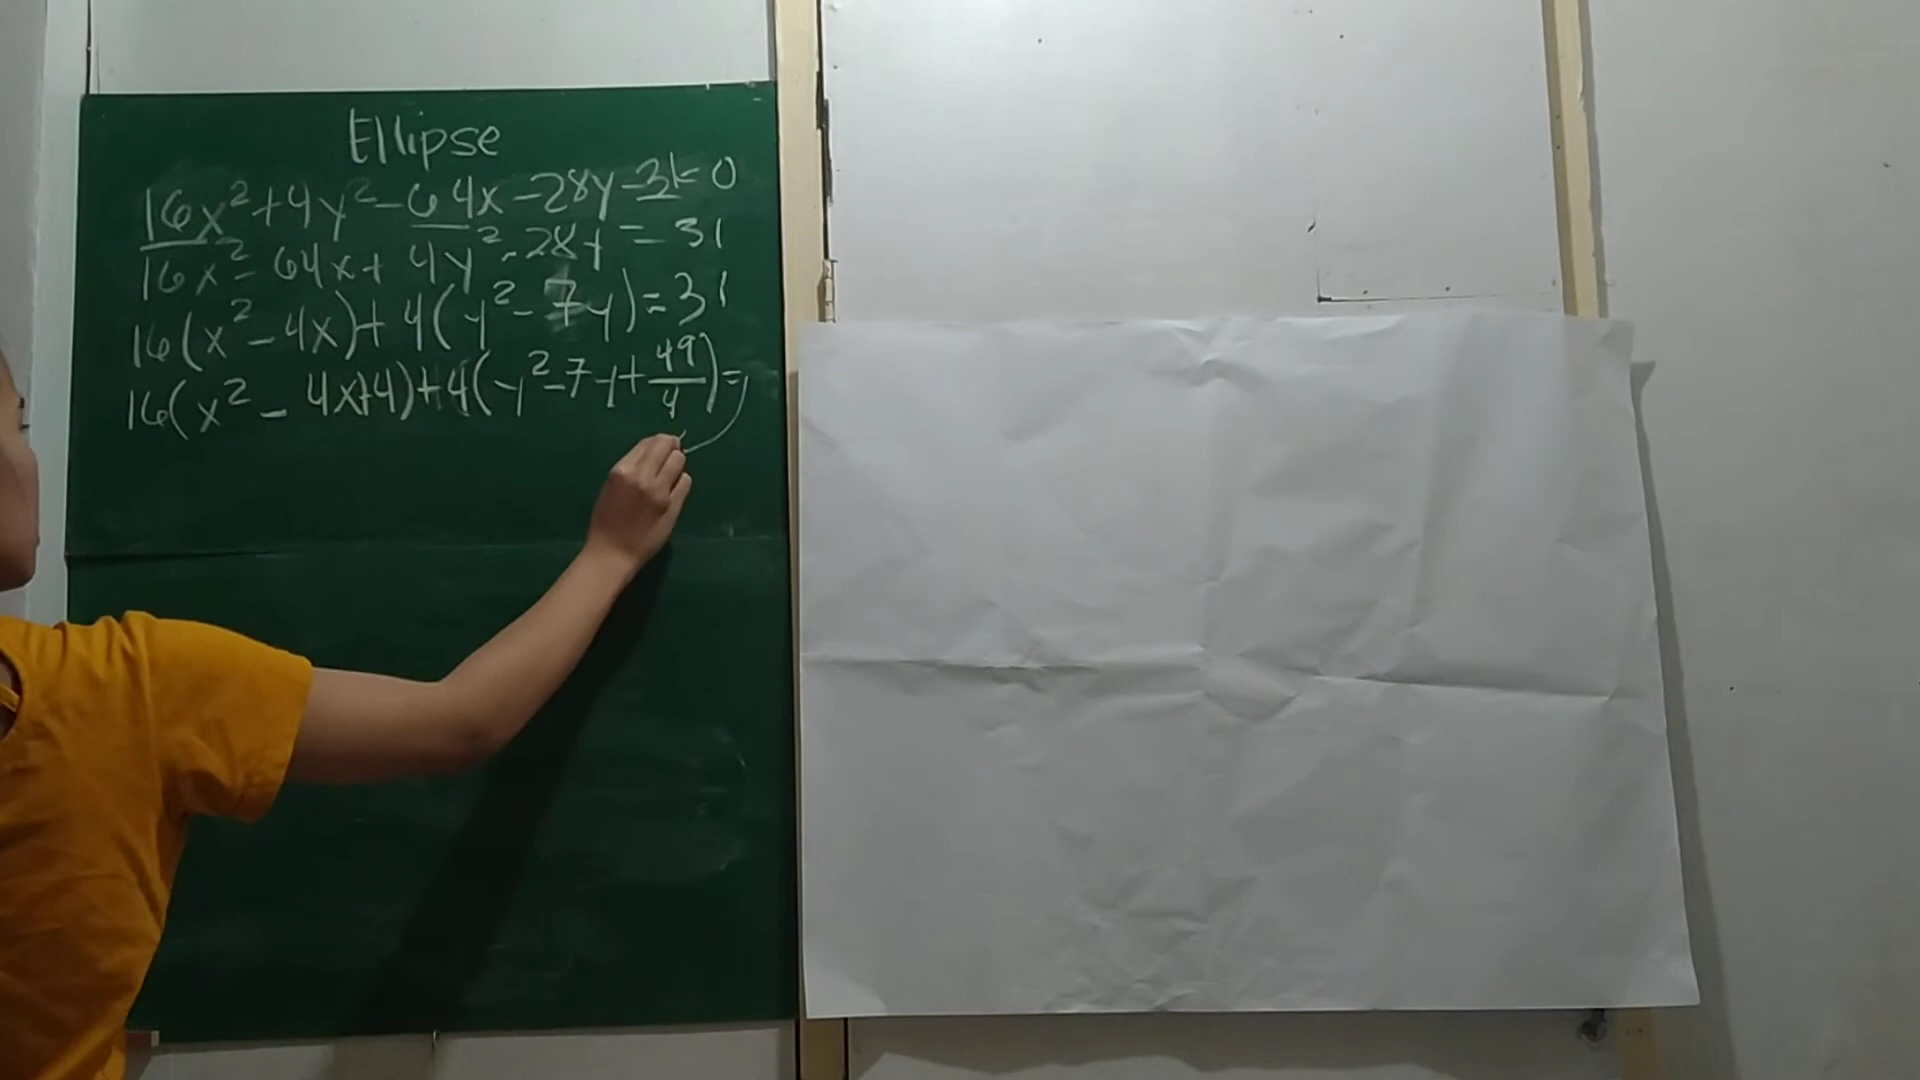 Ellipse
16x²+4y²-64x-28y-31=0
16x²-64x+4y²-28y=31
16(x²-4x)+4(y²-7y)=31
16(x²-4x+4)+4(y²-7y+49/4)=